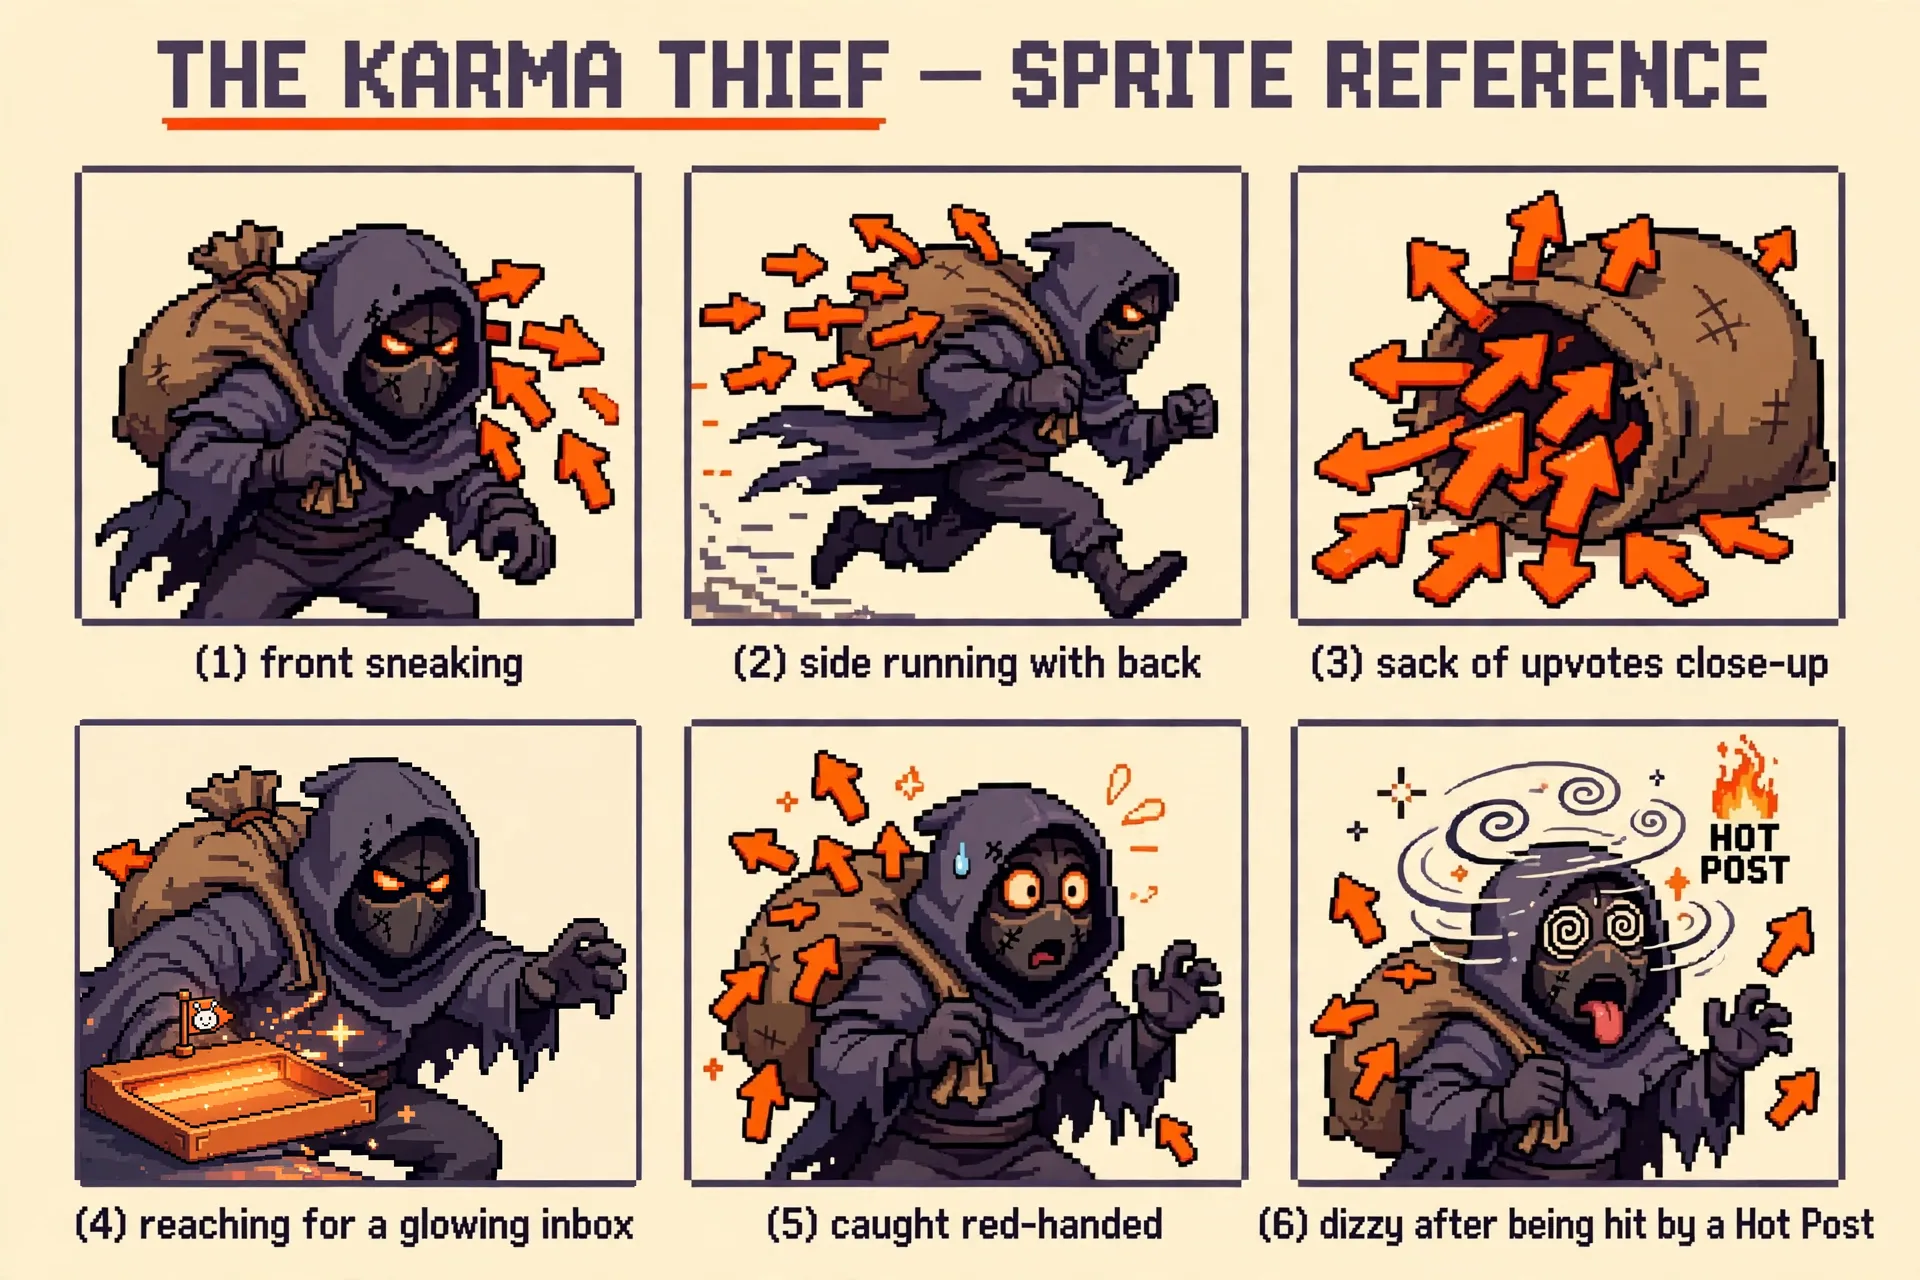 THE KARMA THIEF — SPRITE REFERENCE
(1) front sneaking
(2) side running with back
(3) sack of upvotes close-up
HOT
POST
(4) reaching for a glowing inbox
(5) caught red-handed
(6) dizzy after being hit by a Hot Post